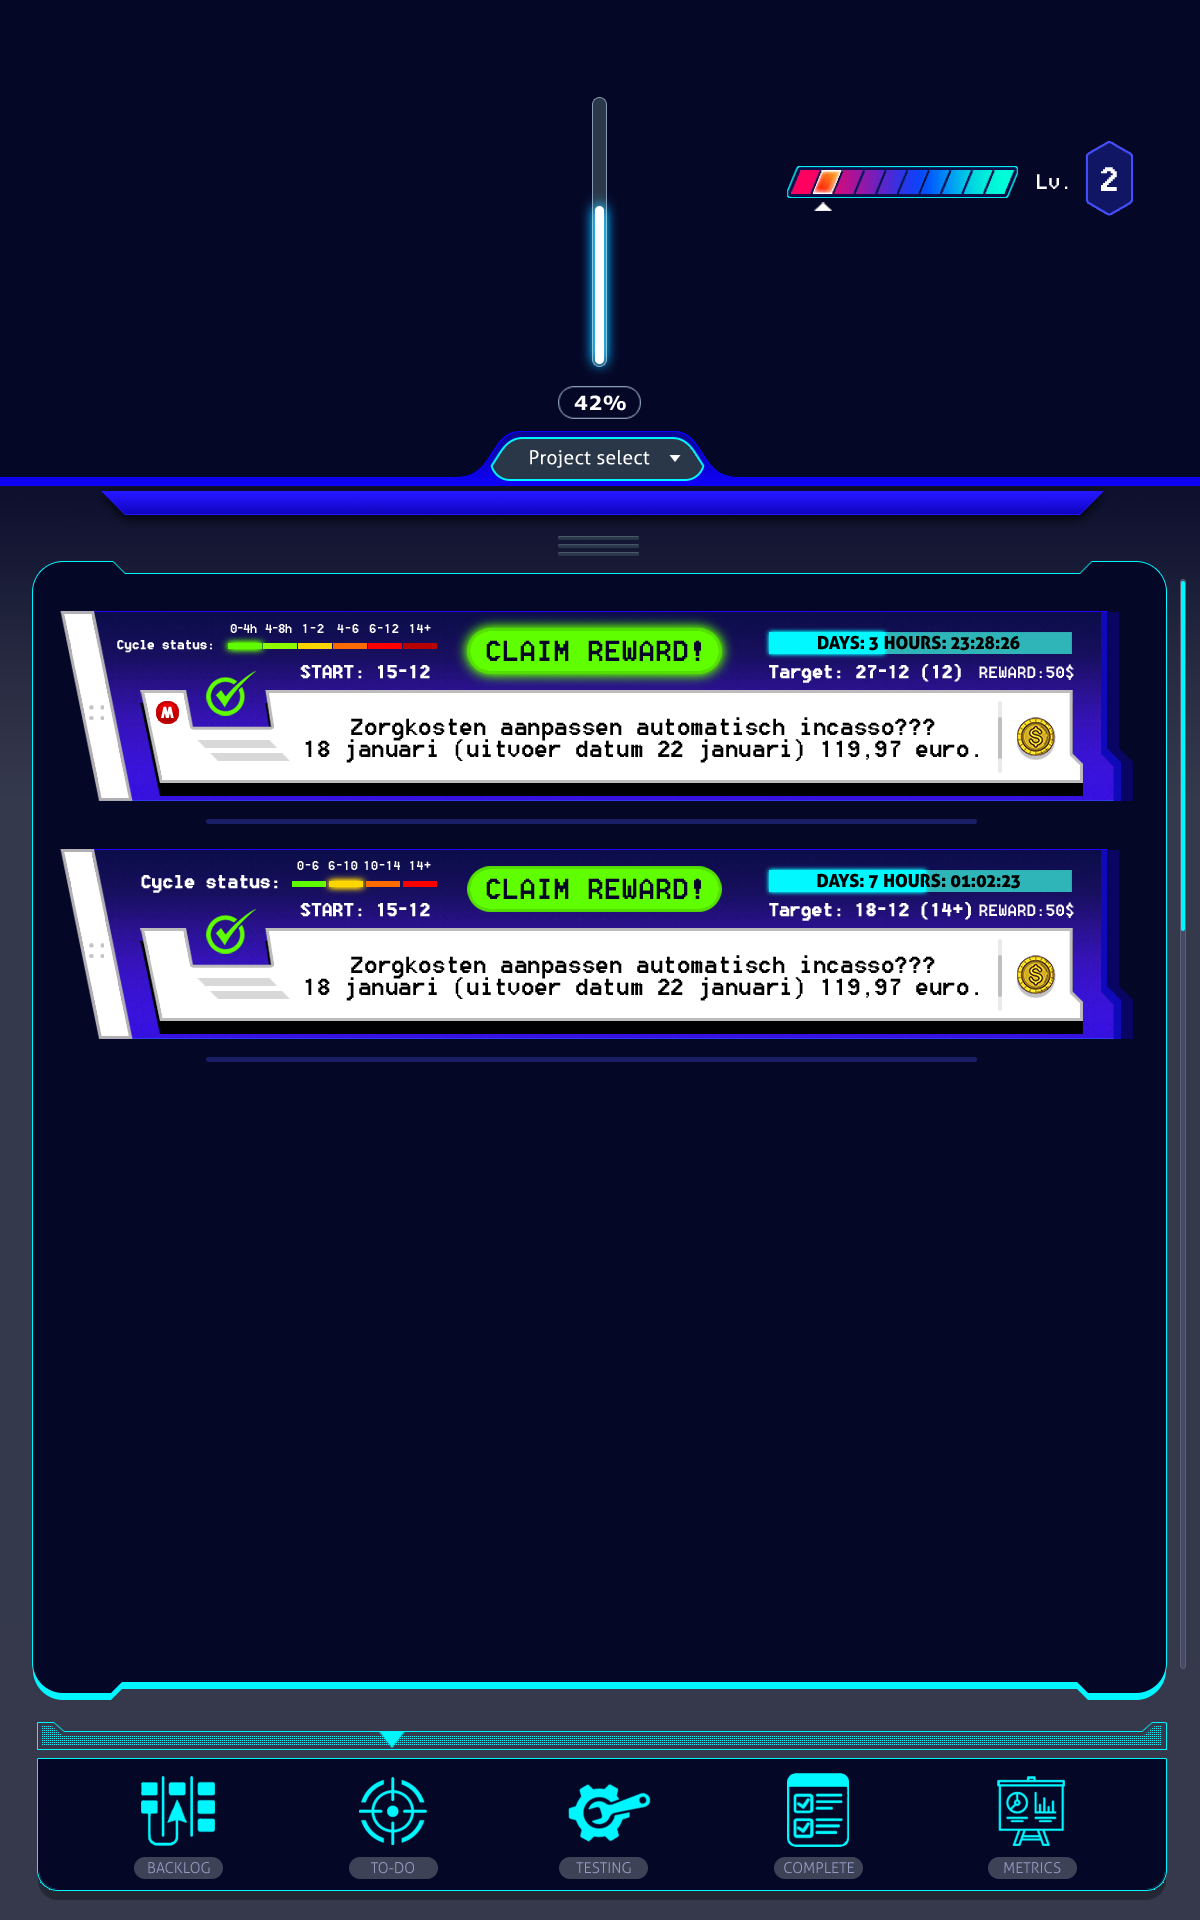 Lv. 2
42%
Project select
0-4h 4-8h 1-2 4-6 6-12 14+
Cycle status:
CLAIM REWARD!
DAYS: 3 HOURS: 23:28:26
START: 15-12
Target: 27-12 (12) REWARD:50$
M
Zorgkosten aanpassen automatisch incasso???
18 januari (uitvoer datum 22 januari) 119,97 euro.
$
0-6 6-10 10-14 14+
Cycle status:
CLAIM REWARD!
DAYS: 7 HOURS: 01:02:23
START: 15-12
Target: 18-12 (14+) REWARD:50$
Zorgkosten aanpassen automatisch incasso???
18 januari (uitvoer datum 22 januari) 119,97 euro.
$
BACKLOG TO-DO TESTING COMPLETE METRICS